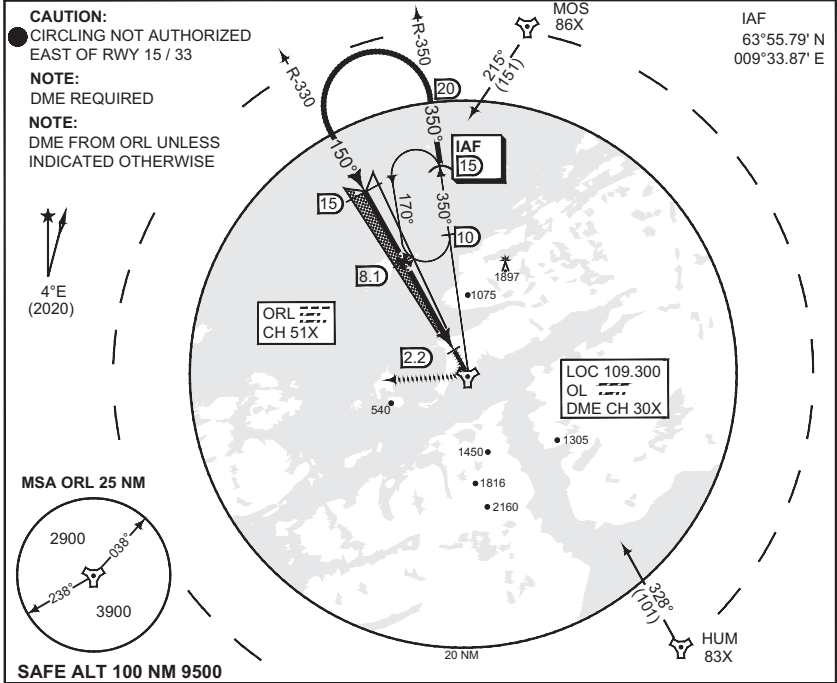 CAUTION:
CIRCLING NOT AUTHORIZED
EAST OF RWY 15 / 33
NOTE:
DME REQUIRED
NOTE:
DME FROM ORL UNLESS
INDICATED OTHERWISE
4°E
(2020)
R-330
R-350
MOS
86X
215°
(151)
IAF
63°55.79' N
009°33.87' E
20
350°
150°
IAF
15
15
170°
350°
10
8.1
1897
1075
ORL
CH 51X
2.2
540
LOC 109.300
OL
DME CH 30X
1305
1450
1816
2160
MSA ORL 25 NM
2900
038°
238°
3900
328°
(101)
HUM
83X
20 NM
SAFE ALT 100 NM 9500